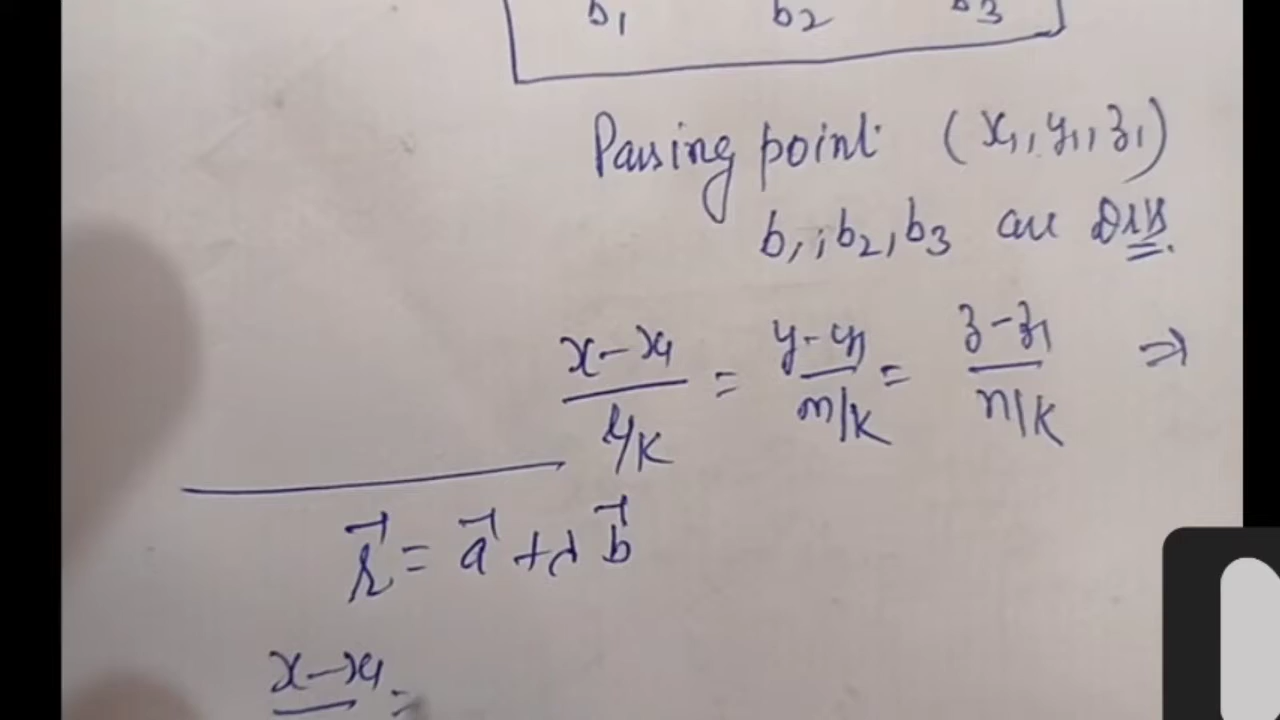 b1 b2 b3
Passing point (x1, y1, z1)
b1, b2, b3 are Drs.
x-x1/l/k = y-y1/m/k = z-z1/n/k ⇒
r⃗ = a⃗ + λ b⃗
x-x1 =